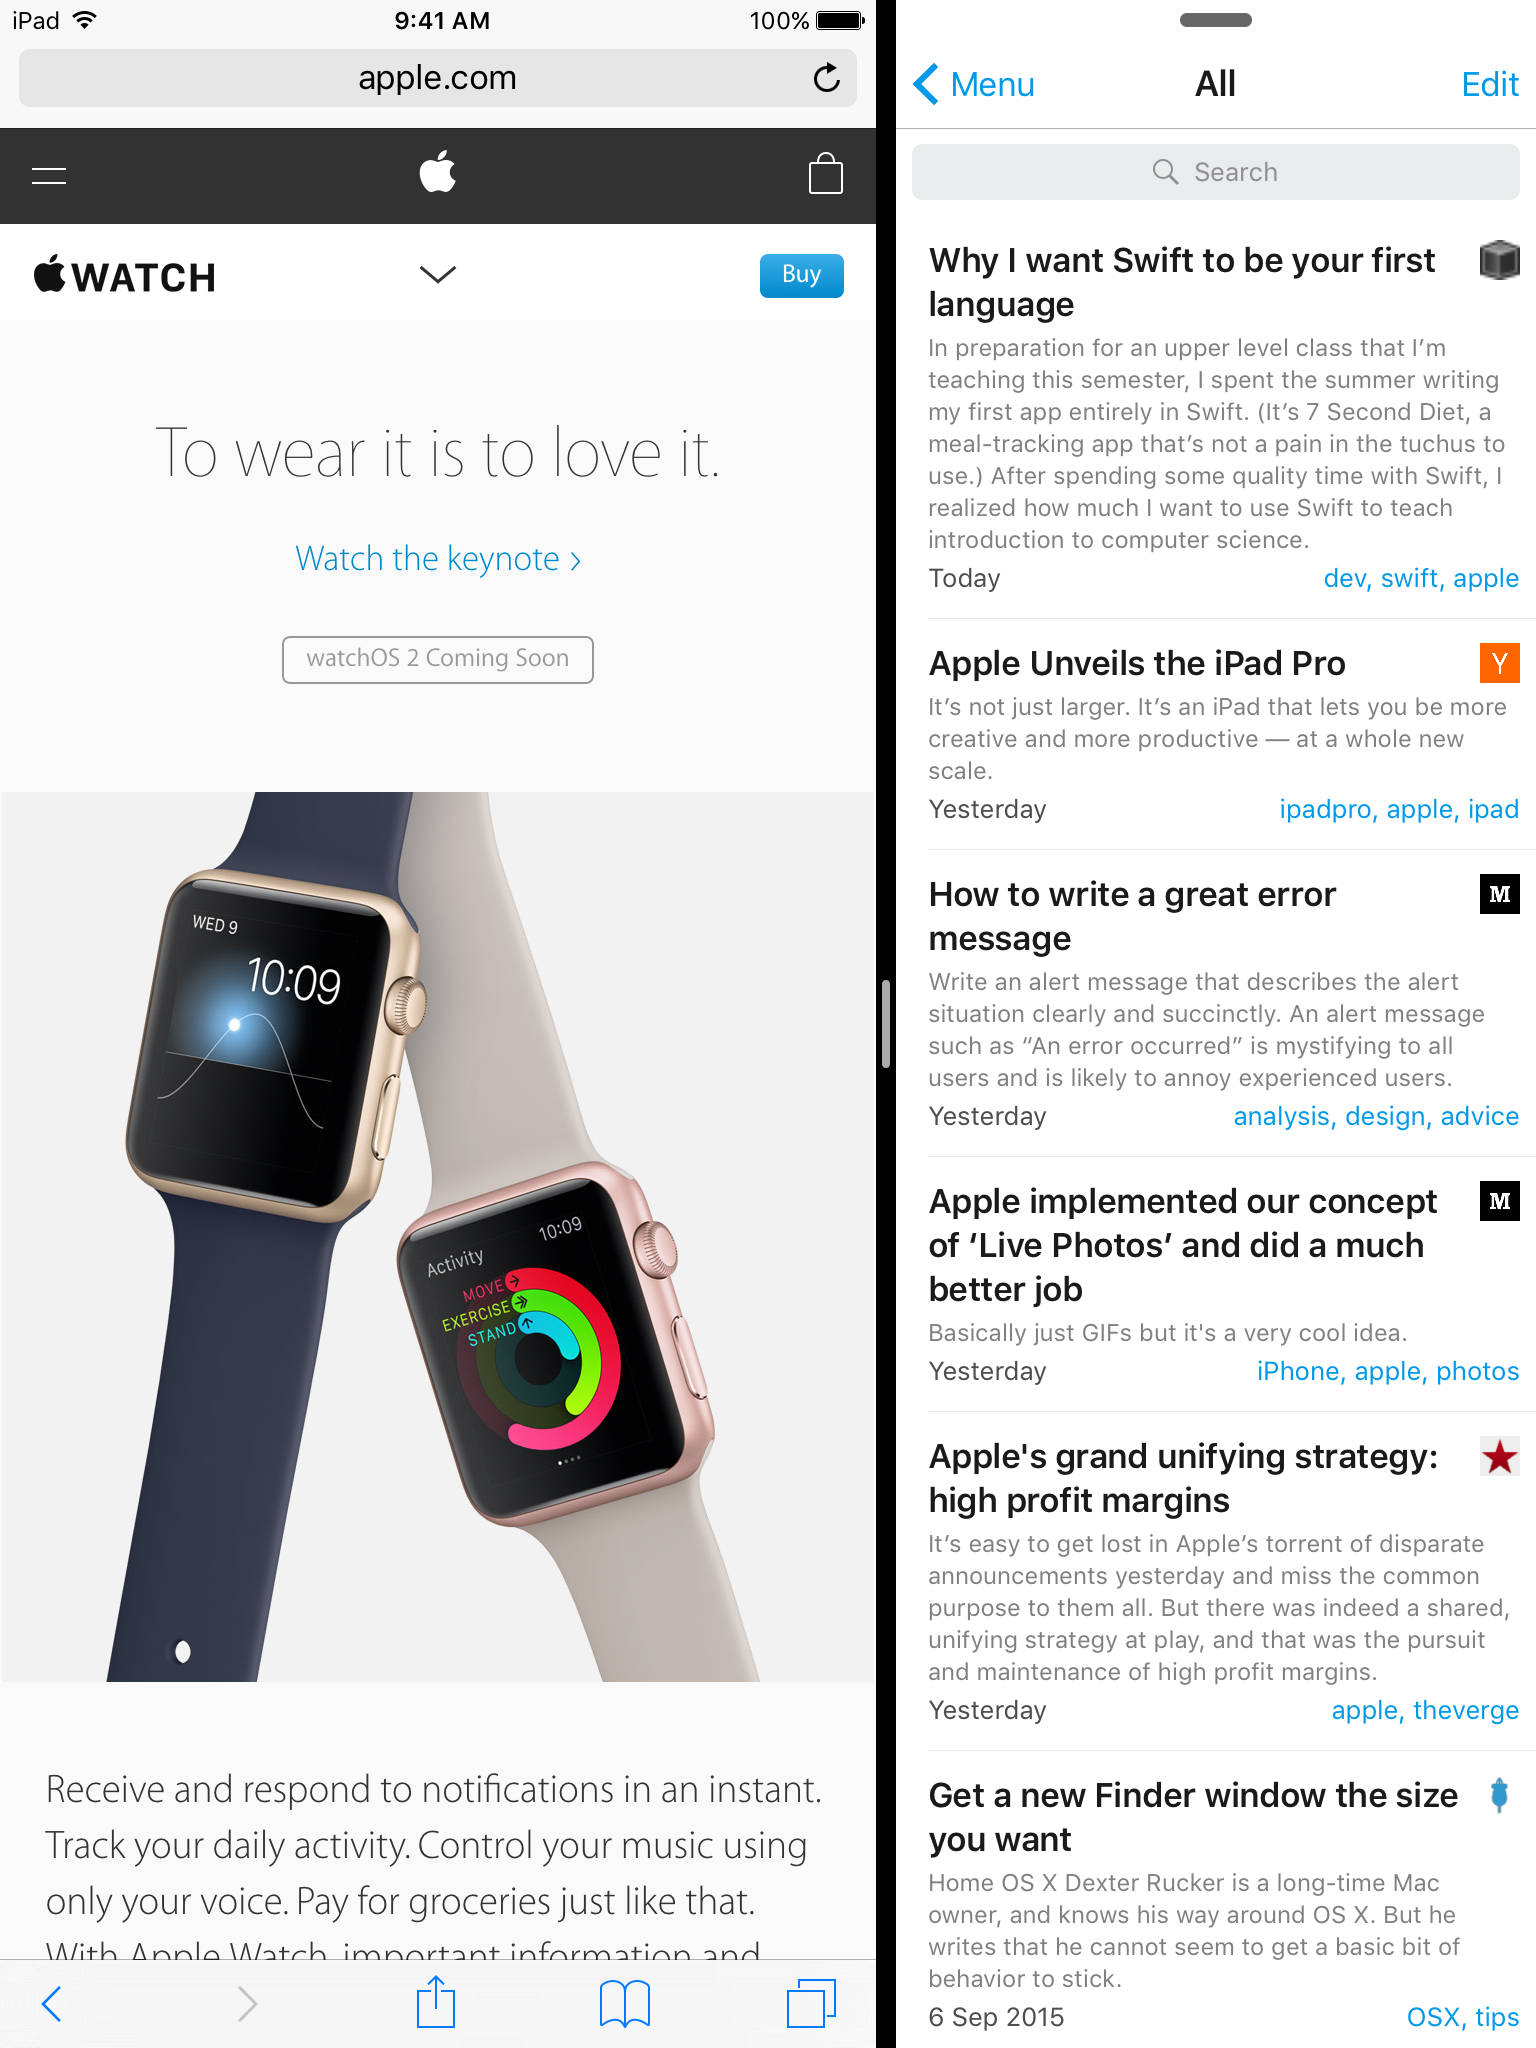 iPad 9:41 AM 100%
apple.com
WATCH
Buy
To wear it is to love it.
Watch the keynote ›
watchOS 2 Coming Soon
WED 9
10:09
10:09
Activity
MOVE
EXERCISE
STAND
Receive and respond to notifications in an instant.
Track your daily activity. Control your music using
only your voice. Pay for groceries just like that.
With Apple Watch, important information and
Menu All Edit
Search
Why I want Swift to be your first
language
In preparation for an upper level class that I’m
teaching this semester, I spent the summer writing
my first app entirely in Swift. (It’s 7 Second Diet, a
meal-tracking app that’s not a pain in the tuchus to
use.) After spending some quality time with Swift, I
realized how much I want to use Swift to teach
introduction to computer science.
Today dev, swift, apple
Apple Unveils the iPad Pro
Y
It’s not just larger. It’s an iPad that lets you be more
creative and more productive — at a whole new
scale.
Yesterday ipadpro, apple, ipad
How to write a great error
message
M
Write an alert message that describes the alert
situation clearly and succinctly. An alert message
such as “An error occurred” is mystifying to all
users and is likely to annoy experienced users.
Yesterday analysis, design, advice
Apple implemented our concept
of ‘Live Photos’ and did a much
better job
M
Basically just GIFs but it's a very cool idea.
Yesterday iPhone, apple, photos
Apple's grand unifying strategy:
high profit margins
It’s easy to get lost in Apple’s torrent of disparate
announcements yesterday and miss the common
purpose to them all. But there was indeed a shared,
unifying strategy at play, and that was the pursuit
and maintenance of high profit margins.
Yesterday apple, theverge
Get a new Finder window the size
you want
Home OS X Dexter Rucker is a long-time Mac
owner, and knows his way around OS X. But he
writes that he cannot seem to get a basic bit of
behavior to stick.
6 Sep 2015 OSX, tips